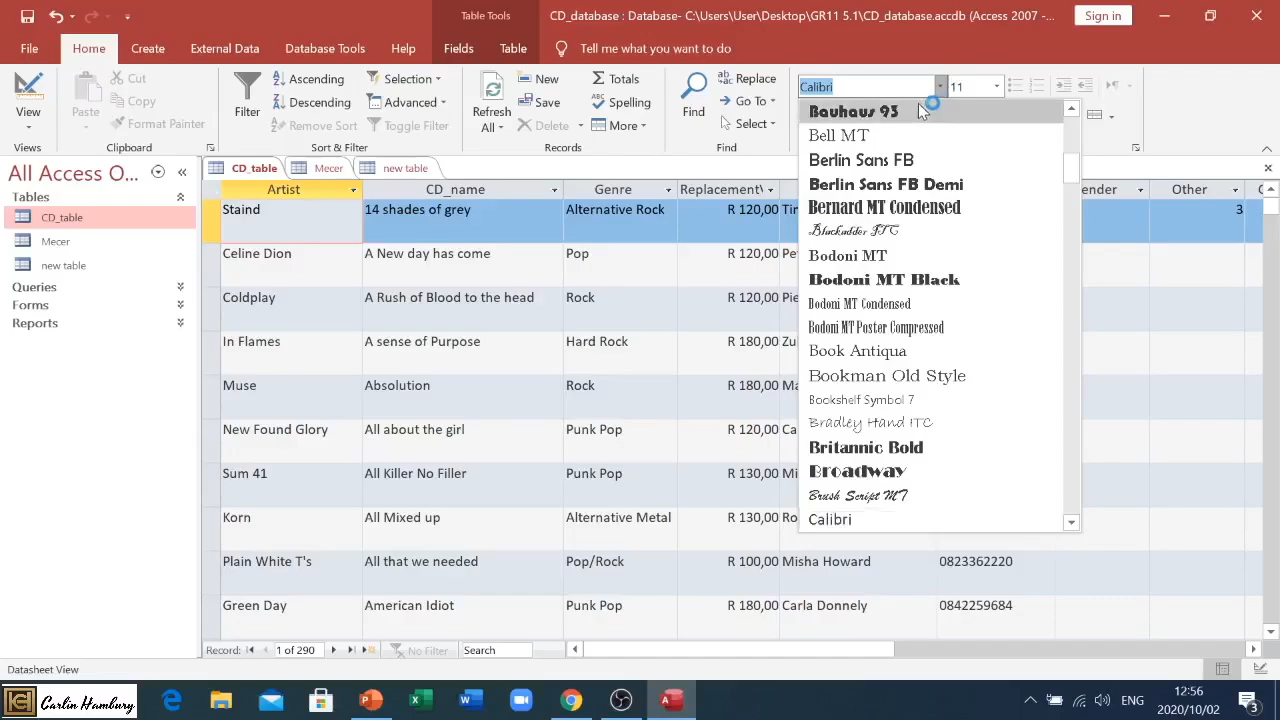 Table Tools
CD_database : Database- C:\Users\User\Desktop\GR11 5.1\CD_database.accdb (Access 2007 -...
Sign in
File
Home
Create
External Data
Database Tools
Help
Fields
Table
Tell me what you want to do
View
Views
Paste
Cut
Copy
Format Painter
Clipboard
Filter
Ascending
Descending
Remove Sort
Selection
Advanced
Toggle Filter
Sort & Filter
Refresh
All
New
Save
Delete
Totals
Spelling
More
Records
Find
Replace
Go To
Select
Find
Calibri
11
Bauhaus 93
Bell MT
Berlin Sans FB
Berlin Sans FB Demi
Bernard MT Condensed
Blackadder ITC
Bodoni MT
Bodoni MT Black
Bodoni MT Condensed
Bodoni MT Poster Compressed
Book Antiqua
Bookman Old Style
Bookshelf Symbol 7
Bradley Hand ITC
Britannic Bold
Broadway
Brush Script MT
Calibri
All Access O...
Tables
CD_table
Mecer
new table
Queries
Forms
Reports
CD_table
Mecer
new table
Artist CD_name Genre Replacement\ ender Other
Staind 14 shades of grey Alternative Rock R 120,00 Tin 3
Celine Dion A New day has come Pop R 120,00 Pe
Coldplay A Rush of Blood to the head Rock R 120,00 Pie
In Flames A sense of Purpose Hard Rock R 180,00 Zu
Muse Absolution Rock R 180,00 Ma
New Found Glory All about the girl Punk Pop R 120,00 Ca
Sum 41 All Killer No Filler Punk Pop R 130,00 Mi
Korn All Mixed up Alternative Metal R 130,00 Ro
Plain White T's All that we needed Pop/Rock R 100,00 Misha Howard 0823362220
Green Day American Idiot Punk Pop R 180,00 Carla Donnely 0842259684
Record: 1 of 290 No Filter Search
Datasheet View
Carlin Hambury
ENG
12:56
2020/10/02
3